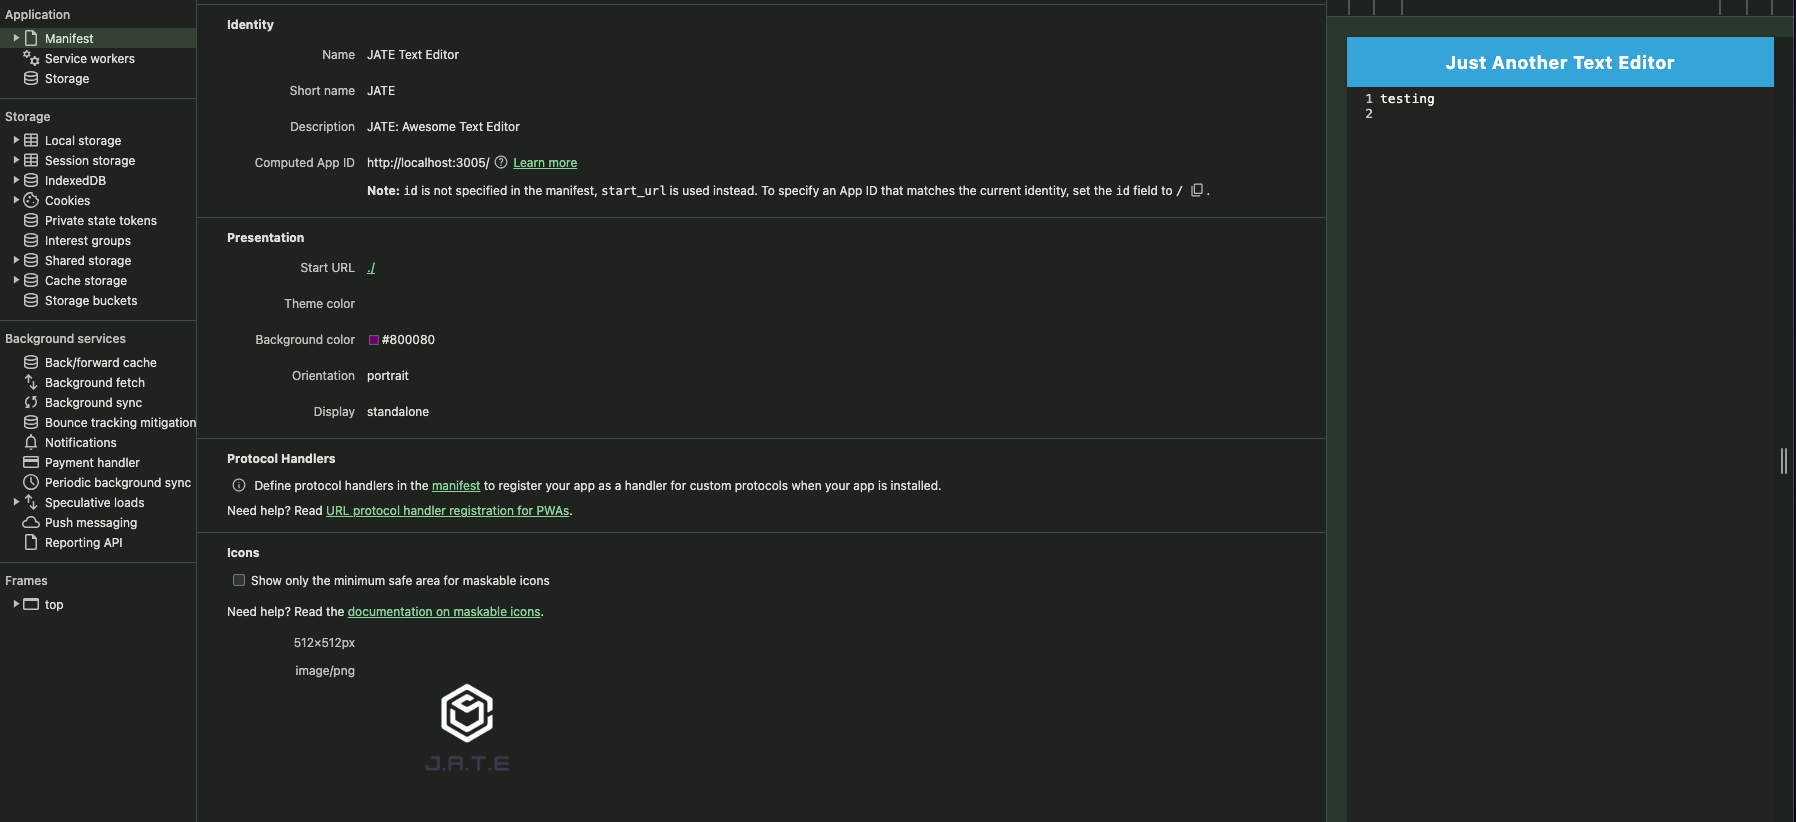 Application
Manifest
Service workers
Storage
Storage
Local storage
Session storage
IndexedDB
Cookies
Private state tokens
Interest groups
Shared storage
Cache storage
Storage buckets
Background services
Back/forward cache
Background fetch
Background sync
Bounce tracking mitigation
Notifications
Payment handler
Periodic background sync
Speculative loads
Push messaging
Reporting API
Frames
top
Identity
Name JATE Text Editor
Short name JATE
Description JATE: Awesome Text Editor
Computed App ID http://localhost:3005/ Learn more
Note: id is not specified in the manifest, start_url is used instead. To specify an App ID that matches the current identity, set the id field to / .
Presentation
Start URL ./
Theme color
Background color #800080
Orientation portrait
Display standalone
Protocol Handlers
Define protocol handlers in the manifest to register your app as a handler for custom protocols when your app is installed.
Need help? Read URL protocol handler registration for PWAs.
Icons
Show only the minimum safe area for maskable icons
Need help? Read the documentation on maskable icons.
512×512px
image/png
J.A.T.E
Just Another Text Editor
1 testing
2